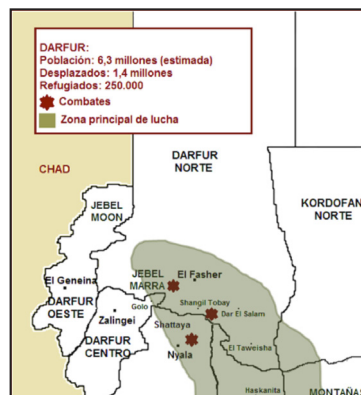 DARFUR:
Población: 6,3 millones (estimada)
Desplazados: 1,4 millones
Refugiados: 250.000
Combates
Zona principal de lucha
CHAD
DARFUR
NORTE
KORDOFAN
NORTE
JEBEL
MOON
JEBEL
MARRA
El Fasher
El Geneina
DARFUR
OESTE
Golo
Shangil Tobay
Dar El Salam
Zalingei
Shattaya
DARFUR
CENTRO
Nyala
El Taweisha
Haskanita
MONTAÑAS